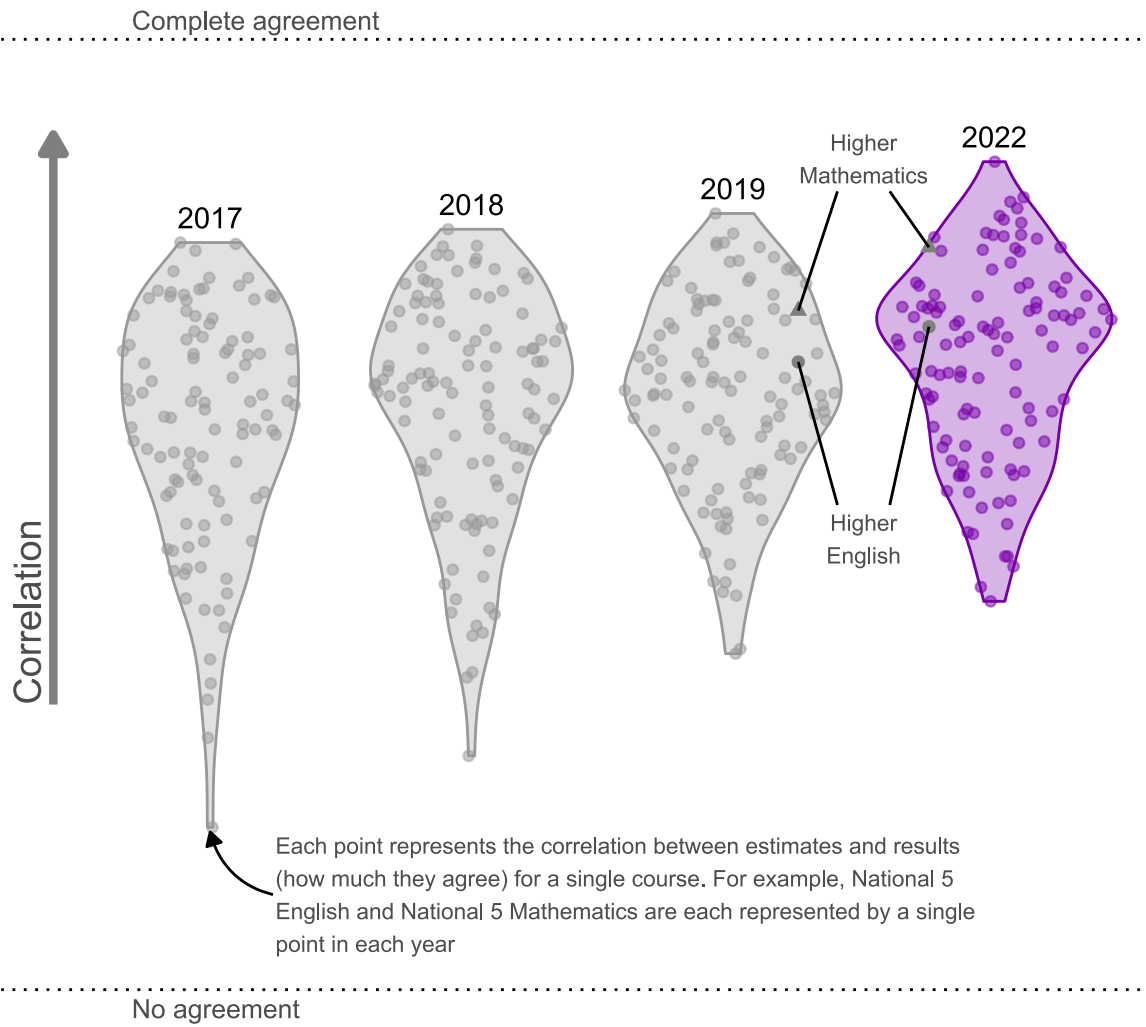 Complete agreement
2022
Higher
Mathematics
2019
2018
2017
Correlation
Higher
English
Each point represents the correlation between estimates and results
(how much they agree) for a single course. For example, National 5
English and National 5 Mathematics are each represented by a single
point in each year
No agreement